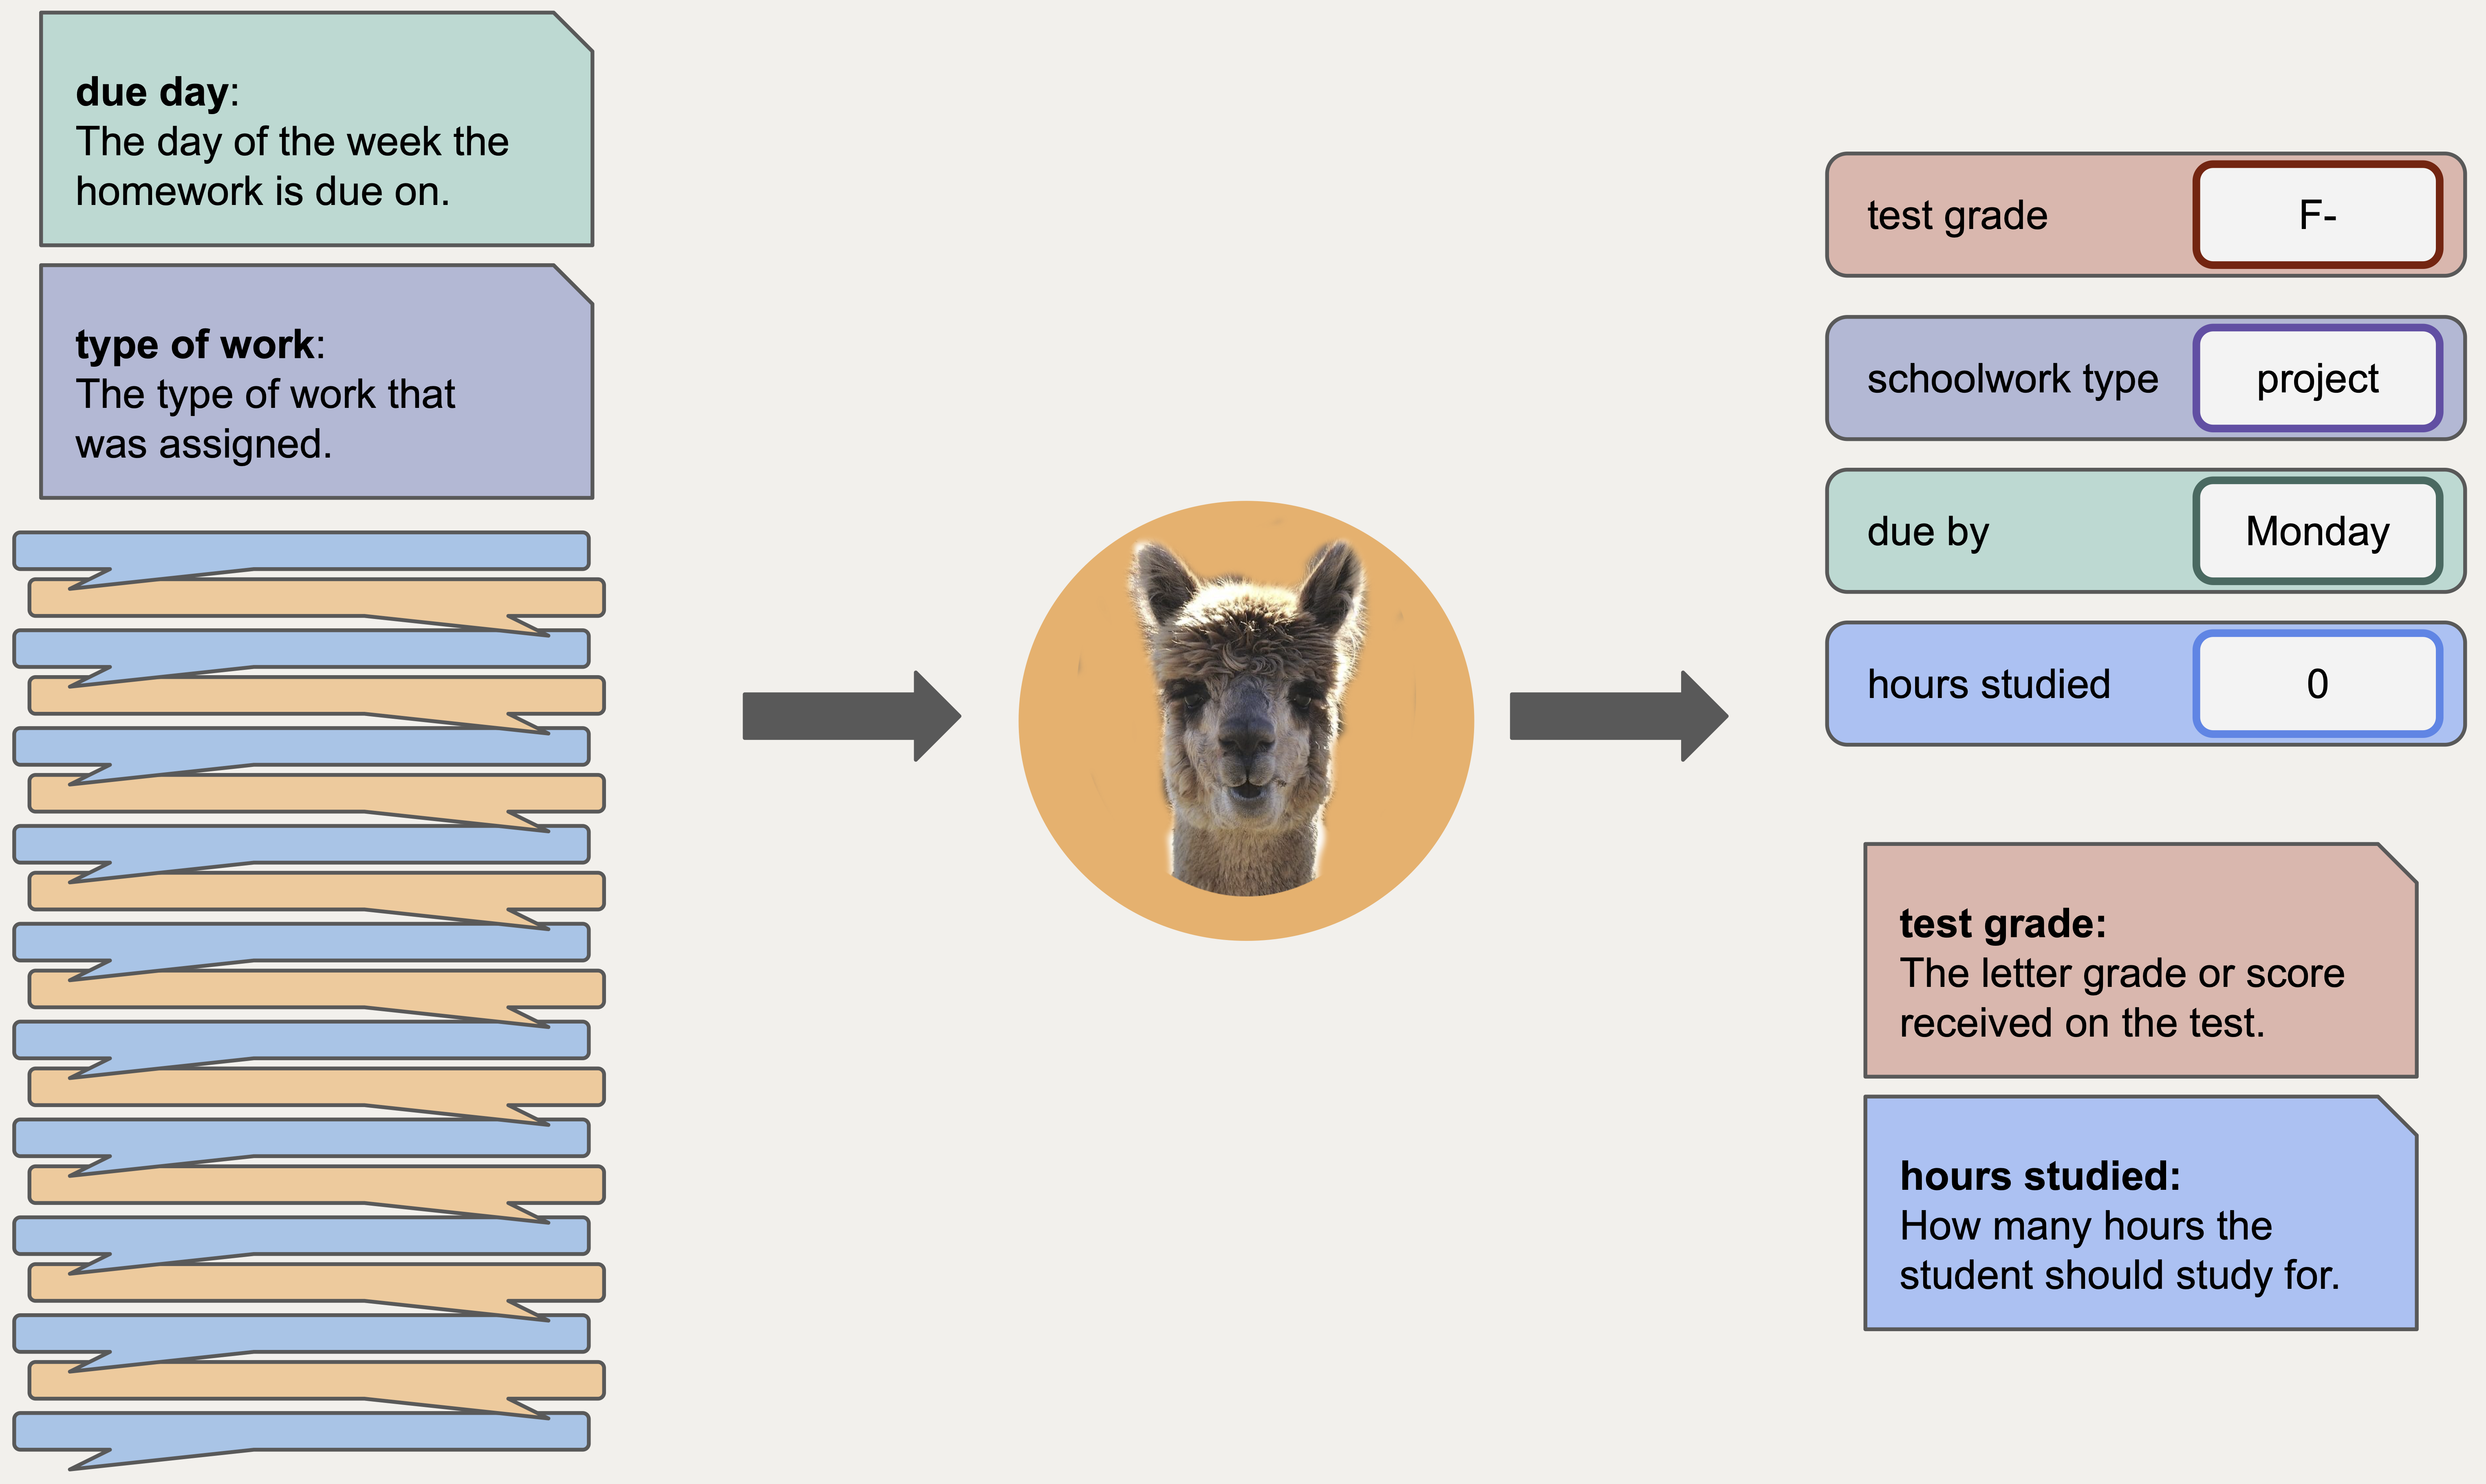 due day:
The day of the week the
homework is due on.
type of work:
The type of work that
was assigned.
test grade
F-
schoolwork type
project
due by
Monday
hours studied
0
test grade:
The letter grade or score
received on the test.
hours studied:
How many hours the
student should study for.